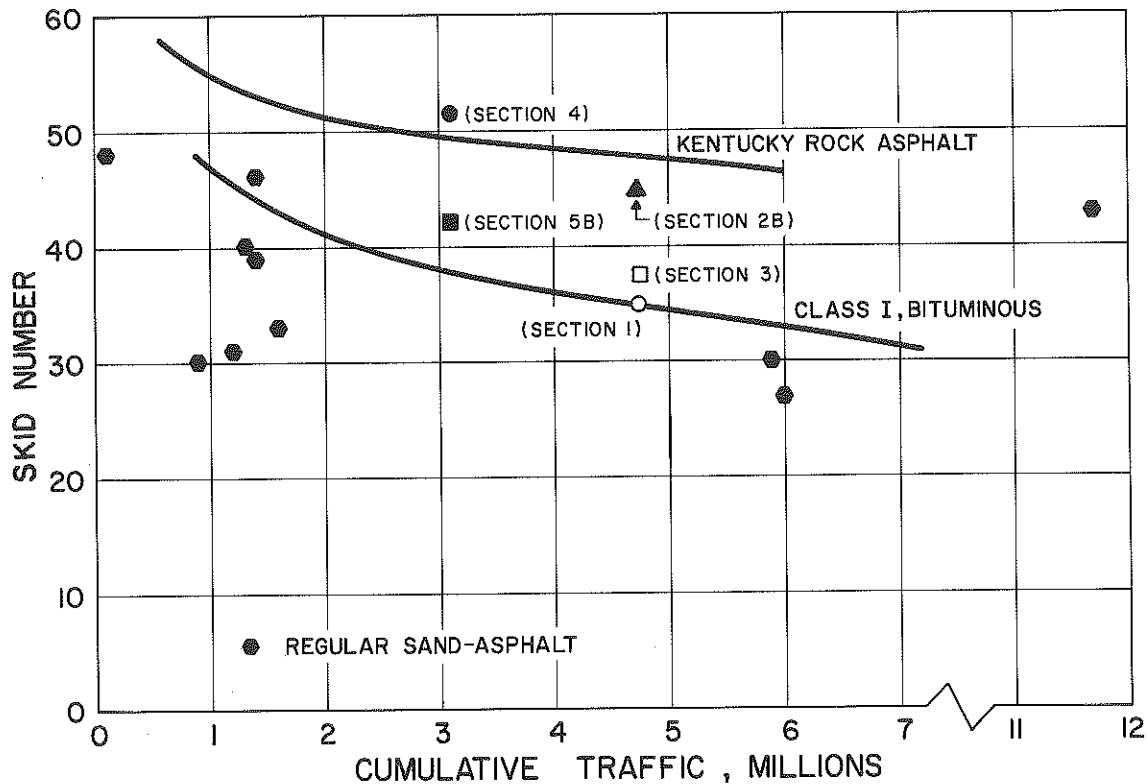 60
50
40
30
20
10
0
SKID NUMBER
(SECTION 4)
KENTUCKY ROCK ASPHALT
(SECTION 5B)
(SECTION 2B)
(SECTION 3)
CLASS I, BITUMINOUS
(SECTION 1)
REGULAR SAND-ASPHALT
0 1 2 3 4 5 6 7 11 12
CUMULATIVE TRAFFIC, MILLIONS